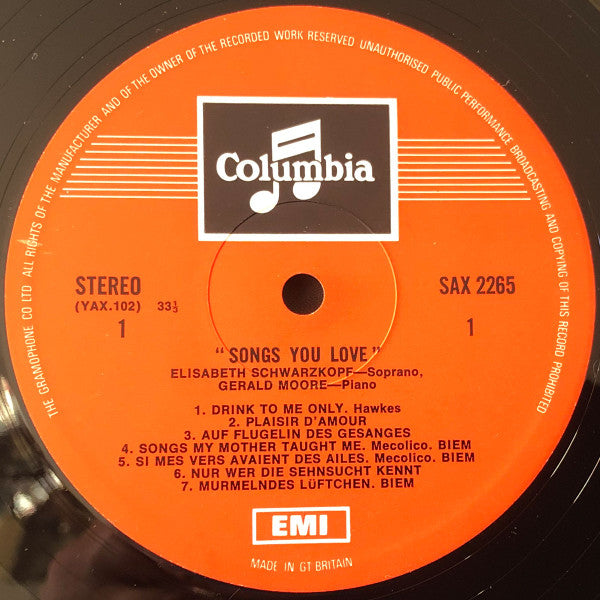 THE GRAMOPHONE CO LTD ALL RIGHTS OF THE MANUFACTURER AND OF THE OWNER OF THE RECORDED WORK RESERVED UNAUTHORISED PUBLIC PERFORMANCE BROADCASTING AND COPYING OF THIS RECORD PROHIBITED
Columbia
STEREO
(YAX.102) 33⅓
1
SAX 2265
1
"SONGS YOU LOVE"
ELISABETH SCHWARZKOPF—Soprano,
GERALD MOORE—Piano
1. DRINK TO ME ONLY. Hawkes
2. PLAISIR D'AMOUR
3. AUF FLUGELIN DES GESANGES
4. SONGS MY MOTHER TAUGHT ME. Mecolico. BIEM
5. SI MES VERS AVAIENT DES AILES. Mecolico. BIEM
6. NUR WER DIE SEHNSUCHT KENNT
7. MURMELNDES LüFTCHEN. BIEM
EMI
MADE IN GT BRITAIN